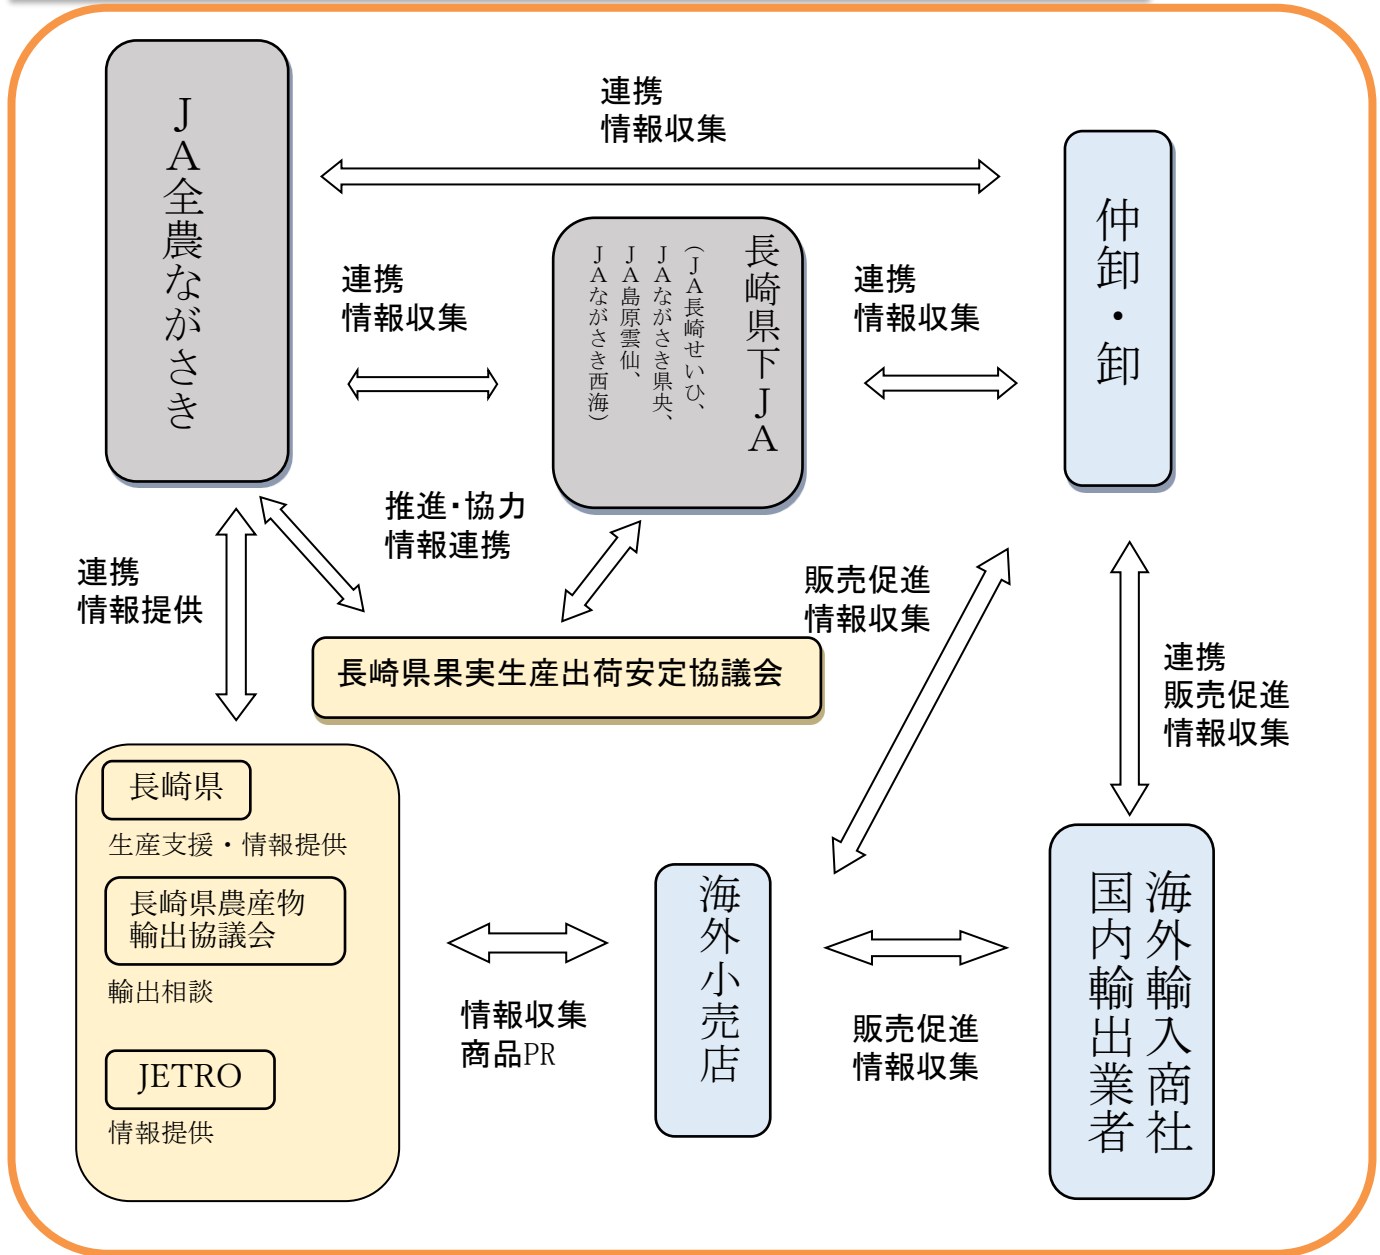 連携
情報収集
JA全農ながさき
仲卸・卸
長崎県下JA
(JA長崎せいひ、
JAながさき県央、
JA島原雲仙、
JAながさき西海)
連携
情報収集
連携
情報収集
推進・協力
情報連携
連携
情報提供
販売促進
情報収集
長崎県果実生産出荷安定協議会
連携
販売促進
情報収集
長崎県
生産支援・情報提供
長崎県農産物
輸出協議会
輸出相談
JETRO
情報提供
情報収集
商品PR
海外小売店
販売促進
情報収集
海外輸入商社
国内輸出業者